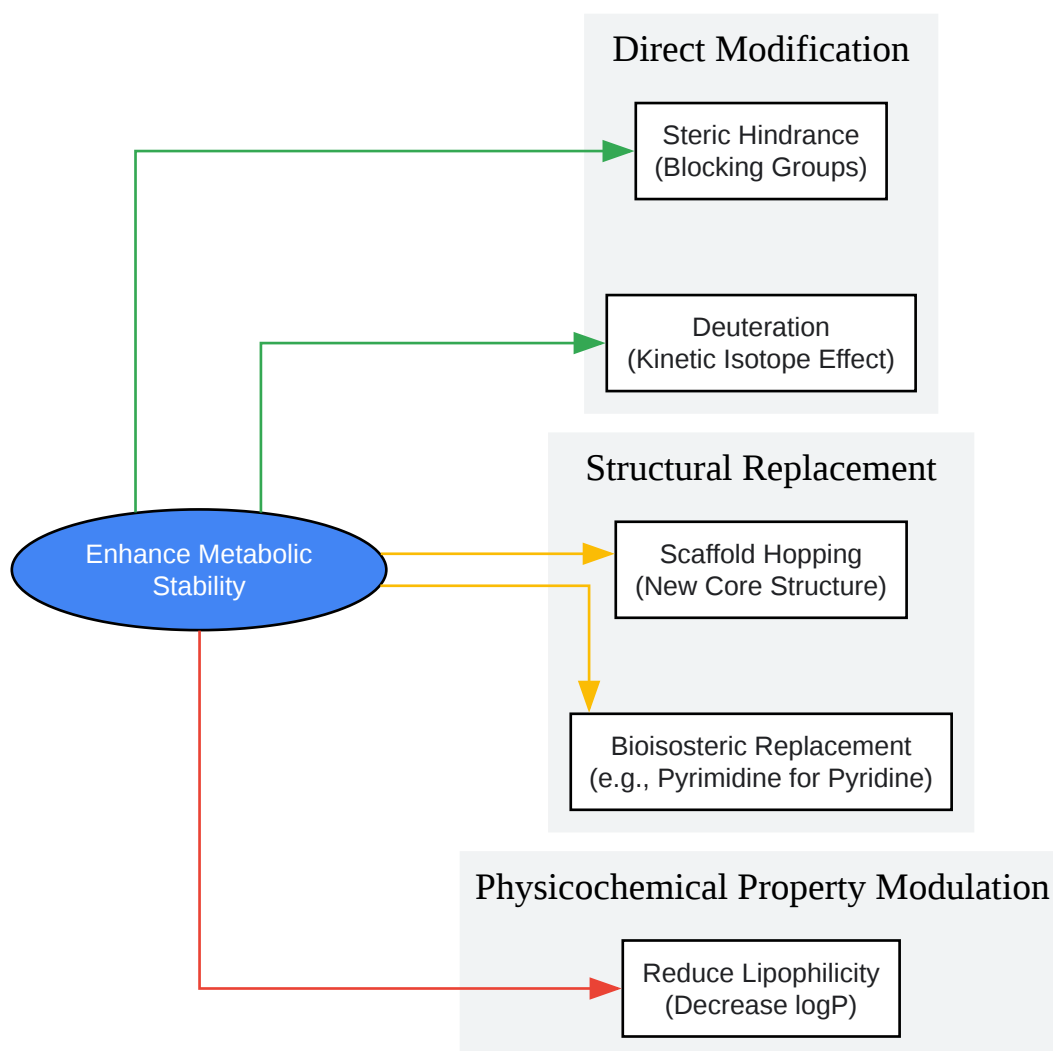 Direct Modification
Steric Hindrance
(Blocking Groups)
Deuteration
(Kinetic Isotope Effect)
Structural Replacement
Enhance Metabolic
Stability
Scaffold Hopping
(New Core Structure)
Bioisosteric Replacement
(e.g., Pyrimidine for Pyridine)
Physicochemical Property Modulation
Reduce Lipophilicity
(Decrease logP)